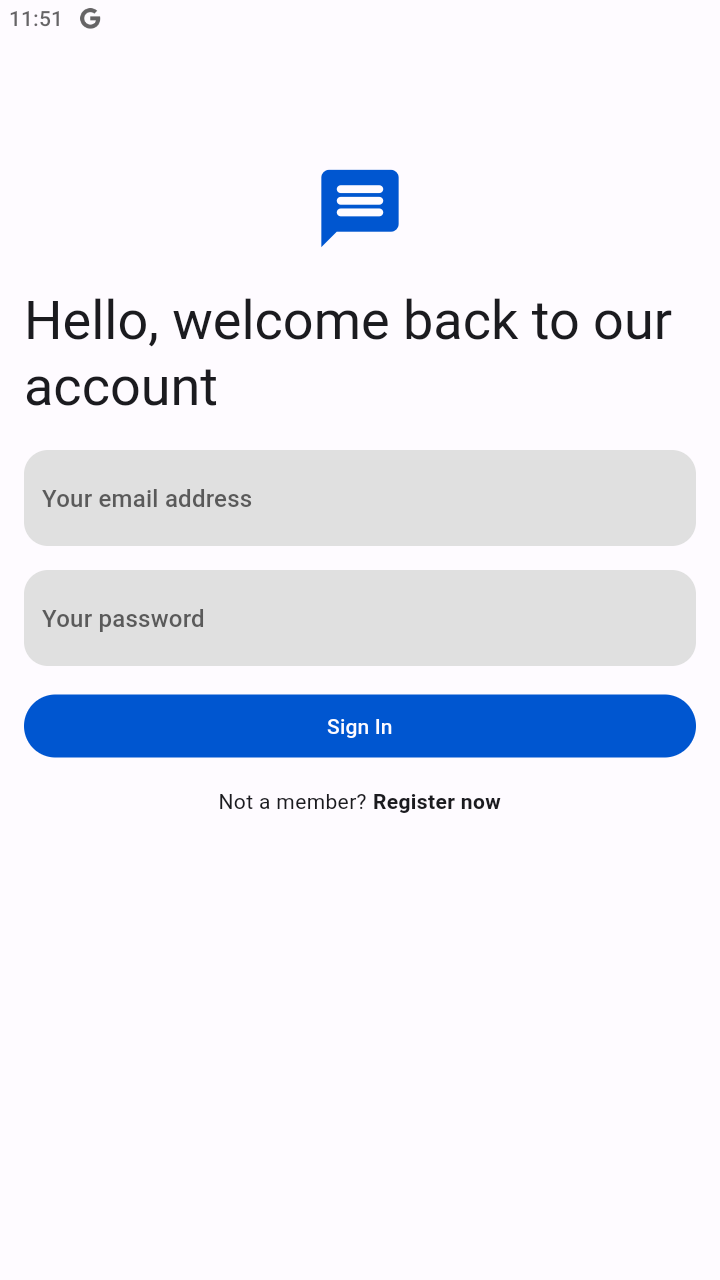 11:51
Hello, welcome back to our
account
Your email address
Your password
Sign In
Not a member? Register now